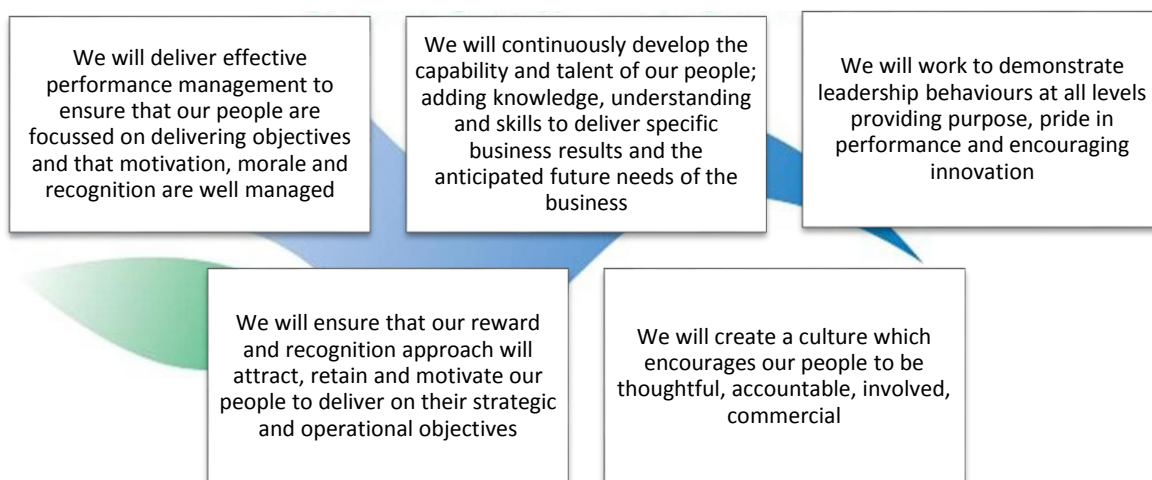 We will deliver effective
performance management to
ensure that our people are
focussed on delivering objectives
and that motivation, morale and
recognition are well managed
We will continuously develop the
capability and talent of our people;
adding knowledge, understanding
and skills to deliver specific
business results and the
anticipated future needs of the
business
We will work to demonstrate
leadership behaviours at all levels
providing purpose, pride in
performance and encouraging
innovation
We will ensure that our reward
and recognition approach will
attract, retain and motivate our
people to deliver on their strategic
and operational objectives
We will create a culture which
encourages our people to be
thoughtful, accountable, involved,
commercial